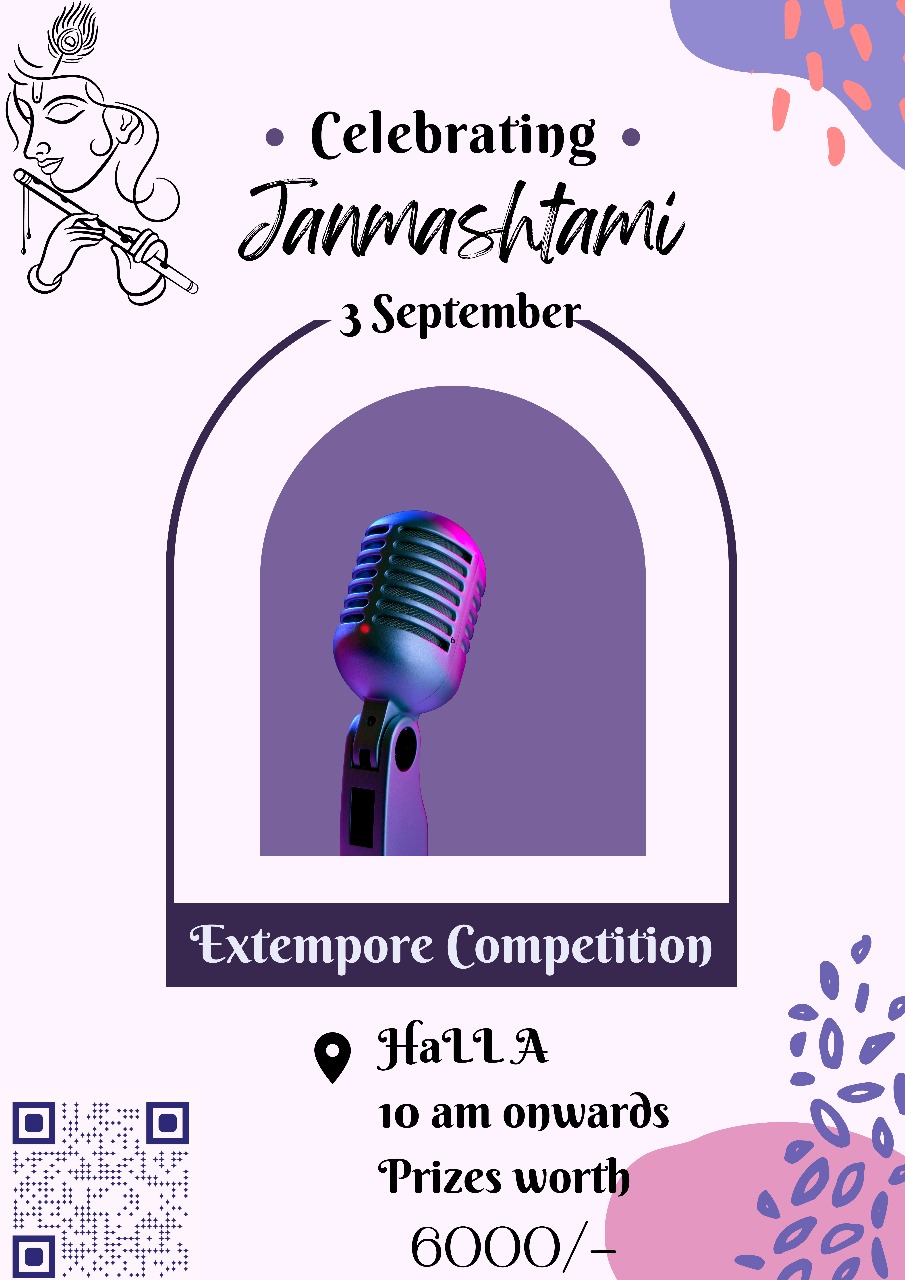 Celebrating
Janmashtami
3 September
Extempore Competition
HaLL A
10 am onwards
Prizes worth
6000/-